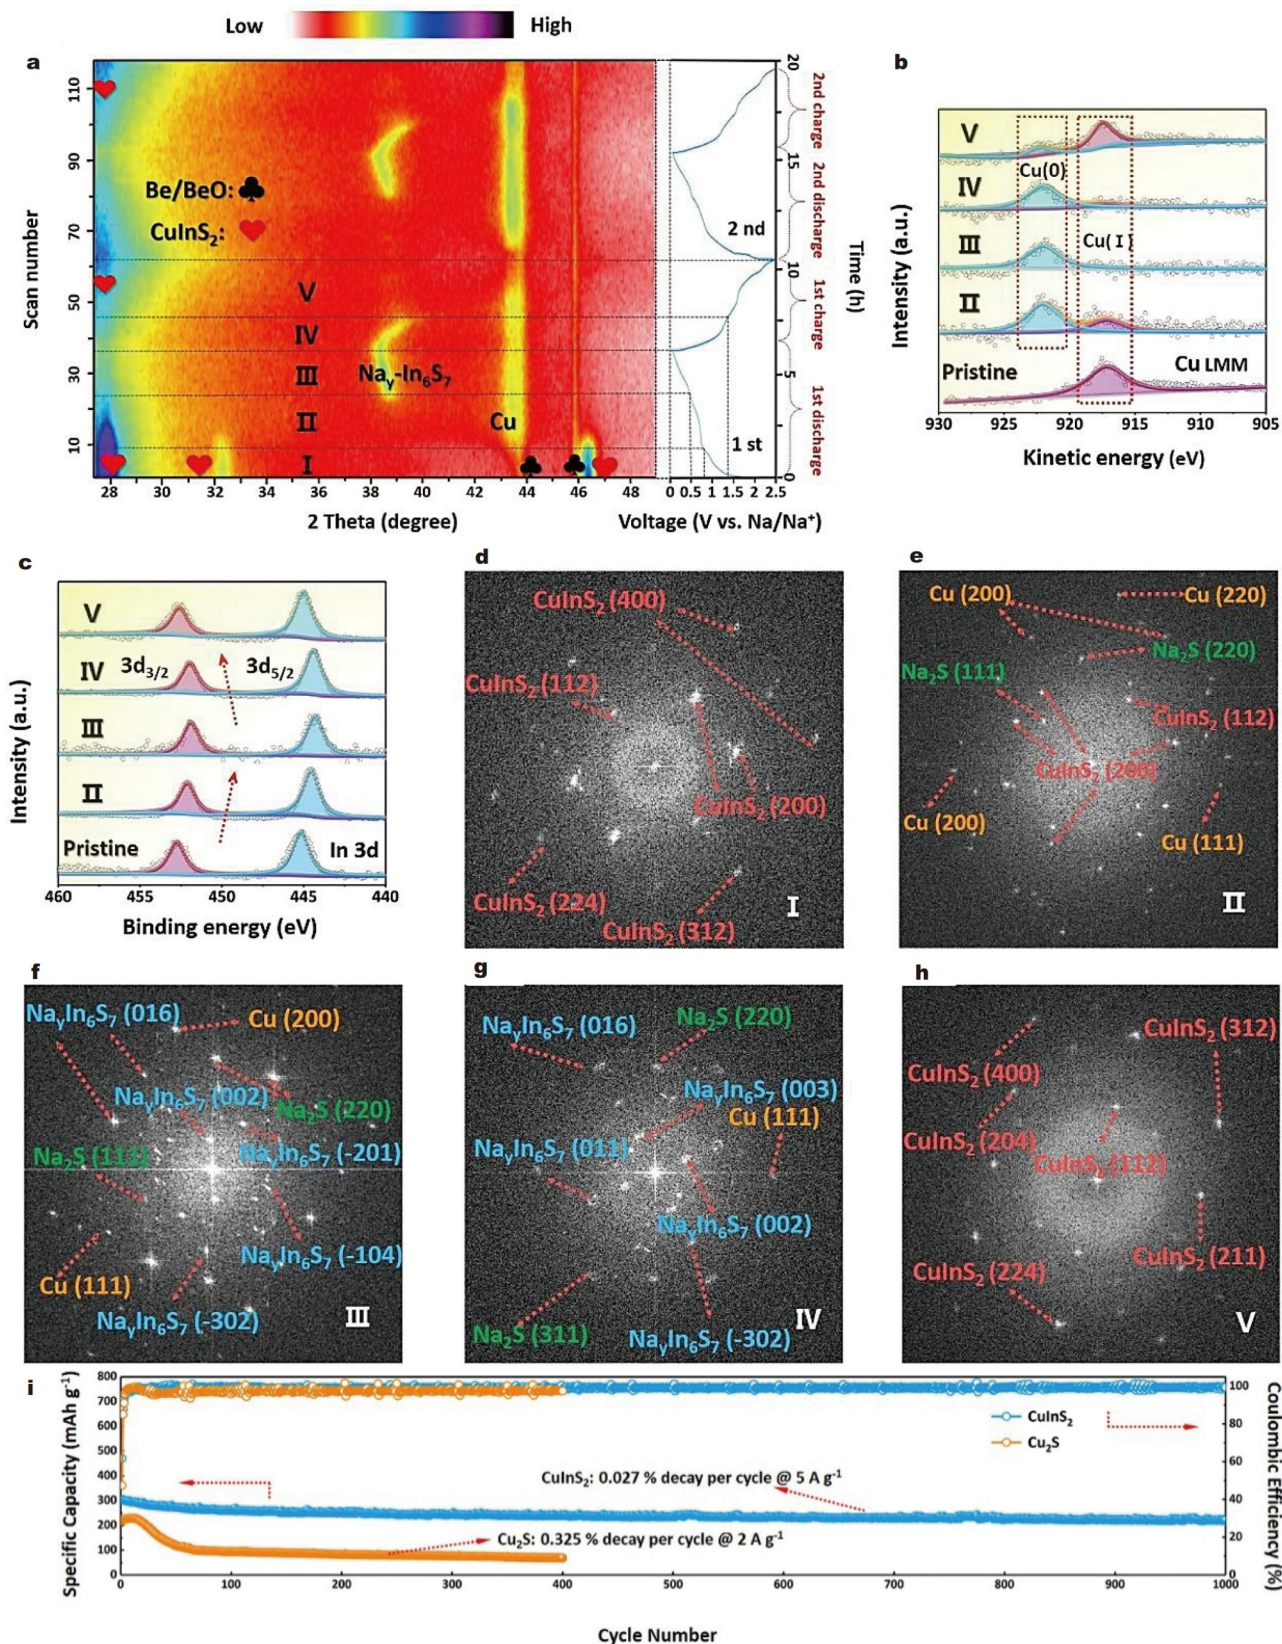 Low High
a
110
90
70
50
30
10
Scan number
Be/BeO:
CuInS2:
V
IV
III
II
I
Nay-In6S7
Cu
28 30 32 34 36 38 40 42 44 46 48
2 Theta (degree)
2 nd
1 st
0 0.5 1 1.5 2 2.5
Voltage (V vs. Na/Na+)
20
15
10
5
0
Time (h)
2nd charge
2nd discharge
1st charge
1st discharge
b
V
Cu(0)
IV
Cu(I)
III
II
Pristine Cu LMM
Intensity (a.u.)
930 925 920 915 910 905
Kinetic energy (eV)
c
V
IV 3d3/2 3d5/2
III
II
Pristine In 3d
Intensity (a.u.)
460 455 450 445 440
Binding energy (eV)
d
CuInS2 (400)
CuInS2 (112)
CuInS2 (200)
CuInS2 (224)
CuInS2 (312)
I
e
Cu (200) Cu (220)
Na2S (220)
Na2S (111)
CuInS2 (112)
CuInS2 (200)
Cu (200)
Cu (111)
II
f
NayIn6S7 (016) Cu (200)
NayIn6S7 (002)
Na2S (220)
Na2S (111)
NayIn6S7 (-201)
NayIn6S7 (-104)
Cu (111)
NayIn6S7 (-302)
III
g
Na2S (220)
NayIn6S7 (016)
NayIn6S7 (003)
Cu (111)
NayIn6S7 (011)
NayIn6S7 (002)
Na2S (311)
NayIn6S7 (-302)
IV
h
CuInS2 (312)
CuInS2 (400)
CuInS2 (204)
CuInS2 (112)
CuInS2 (211)
CuInS2 (224)
V
i
800
700
600
500
400
300
200
100
0
Specific Capacity (mAh g-1)
CuInS2
Cu2S
CuInS2: 0.027 % decay per cycle @ 5 A g-1
Cu2S: 0.325 % decay per cycle @ 2 A g-1
100
80
60
40
20
0
Coulombic Efficiency (%)
0 100 200 300 400 500 600 700 800 900 1000
Cycle Number